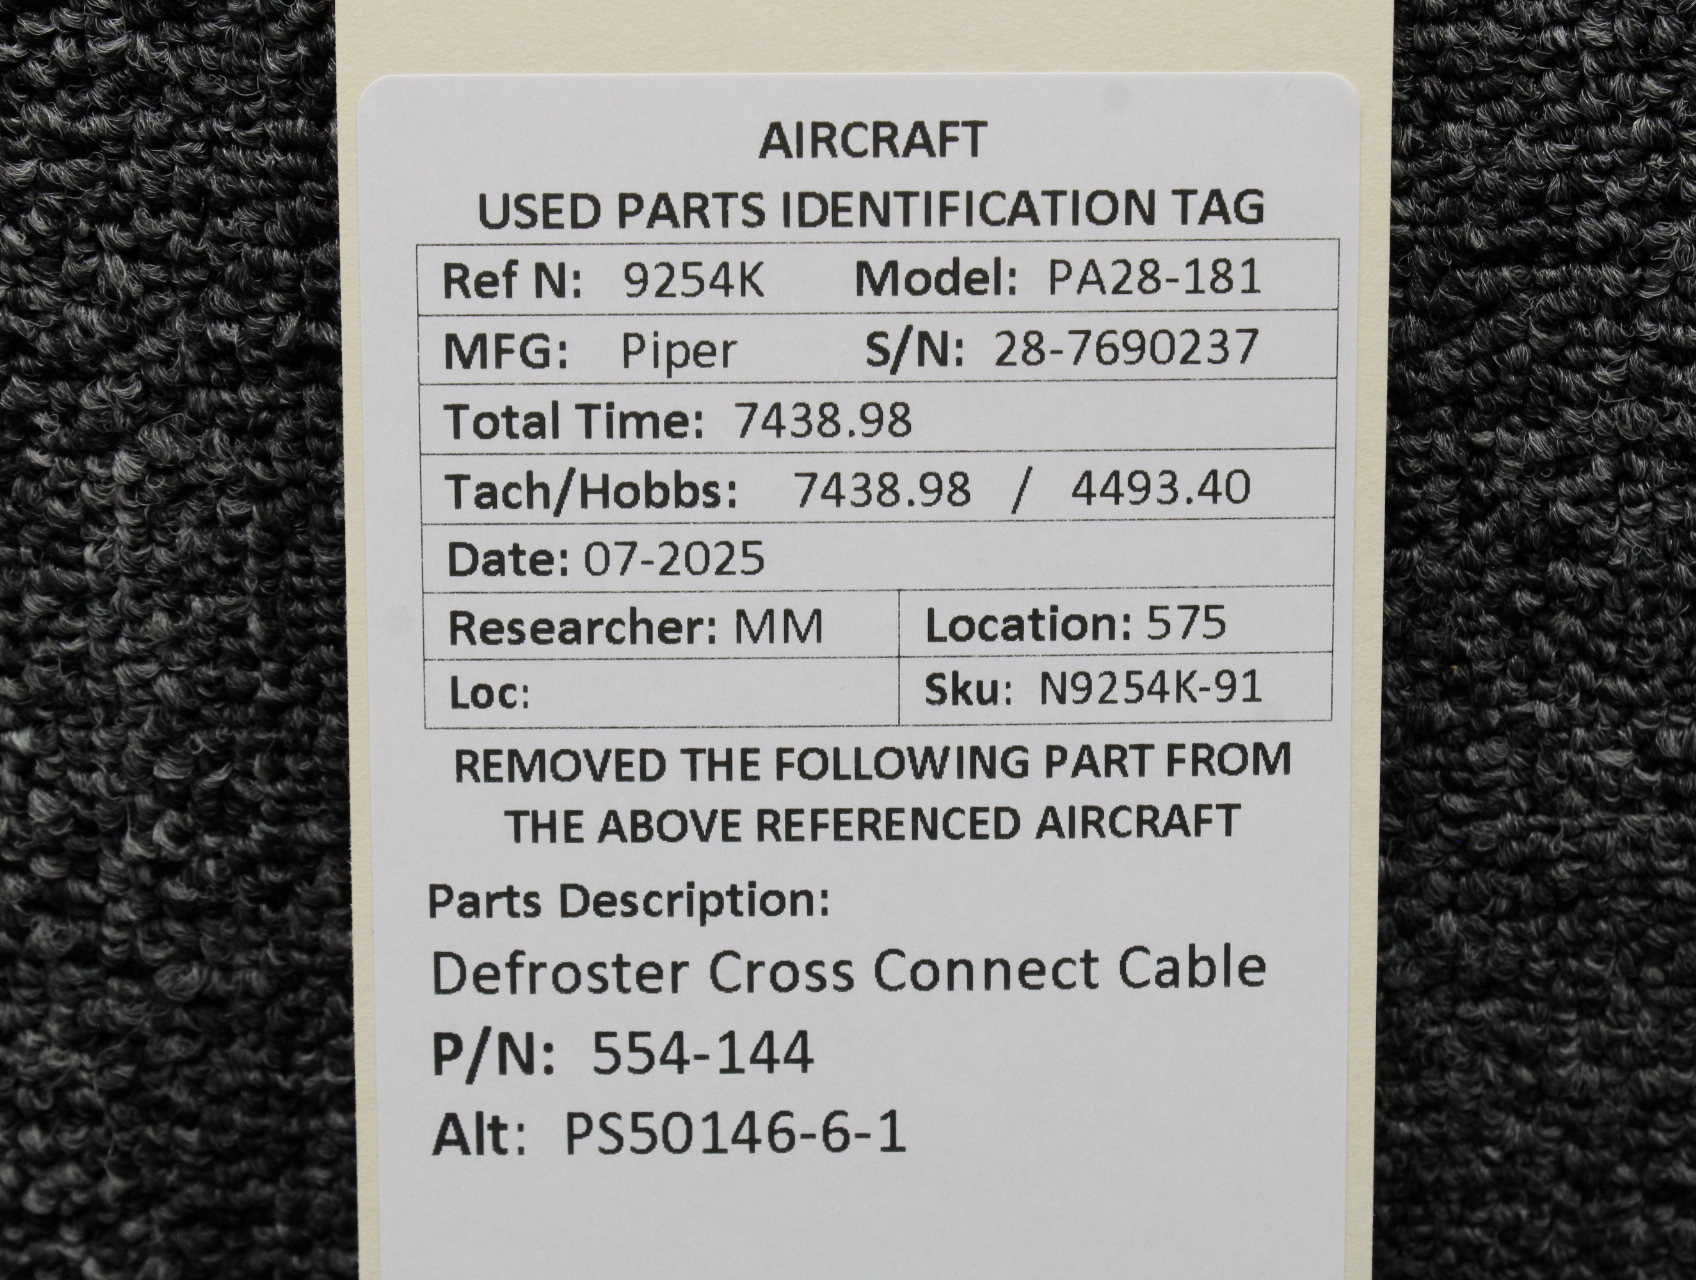 AIRCRAFT
USED PARTS IDENTIFICATION TAG
Ref N: 9254K Model: PA28-181
MFG: Piper S/N: 28-7690237
Total Time: 7438.98
Tach/Hobbs: 7438.98 / 4493.40
Date: 07-2025
Researcher: MM Location: 575
Loc: Sku: N9254K-91
REMOVED THE FOLLOWING PART FROM
THE ABOVE REFERENCED AIRCRAFT
Parts Description:
Defroster Cross Connect Cable
P/N: 554-144
Alt: PS50146-6-1